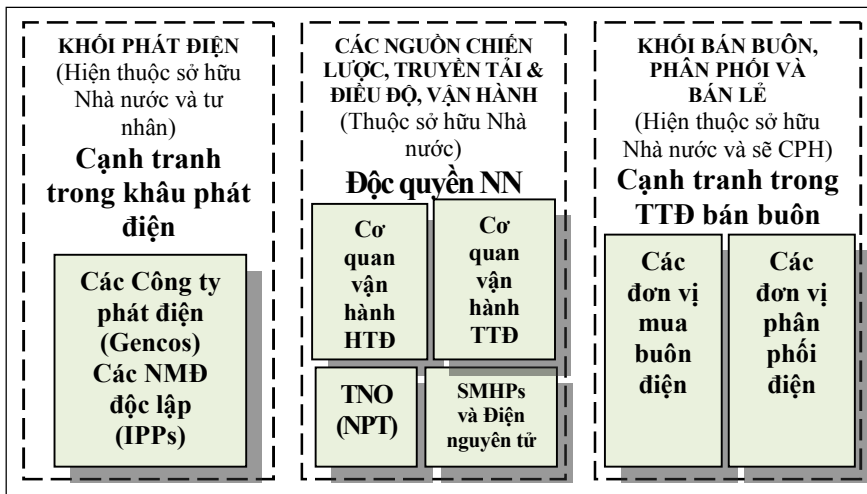 KHỐI PHÁT ĐIỆN
(Hiện thuộc sở hữu
Nhà nước và tư
nhân)
Cạnh tranh
trong khâu phát
điện
Các Công ty
phát điện
(Gencos)
Các NMĐ
độc lập
(IPPs)
CÁC NGUỒN CHIẾN
LƯỢC, TRUYỀN TẢI &
ĐIỀU ĐỘ, VẬN HÀNH
(Thuộc sở hữu Nhà
nước)
Độc quyền NN
Cơ
quan
vận
hành
HTĐ
Cơ
quan
vận
hành
TTĐ
TNO
(NPT)
SMHPs
và Điện
nguyên tử
KHỐI BÁN BUÔN,
PHÂN PHỐI VÀ
BÁN LẺ
(Hiện thuộc sở hữu
Nhà nước và sẽ CPH)
Cạnh tranh trong
TTĐ bán buôn
Các
đơn vị
mua
buôn
điện
Các
đơn vị
phân
phối
điện